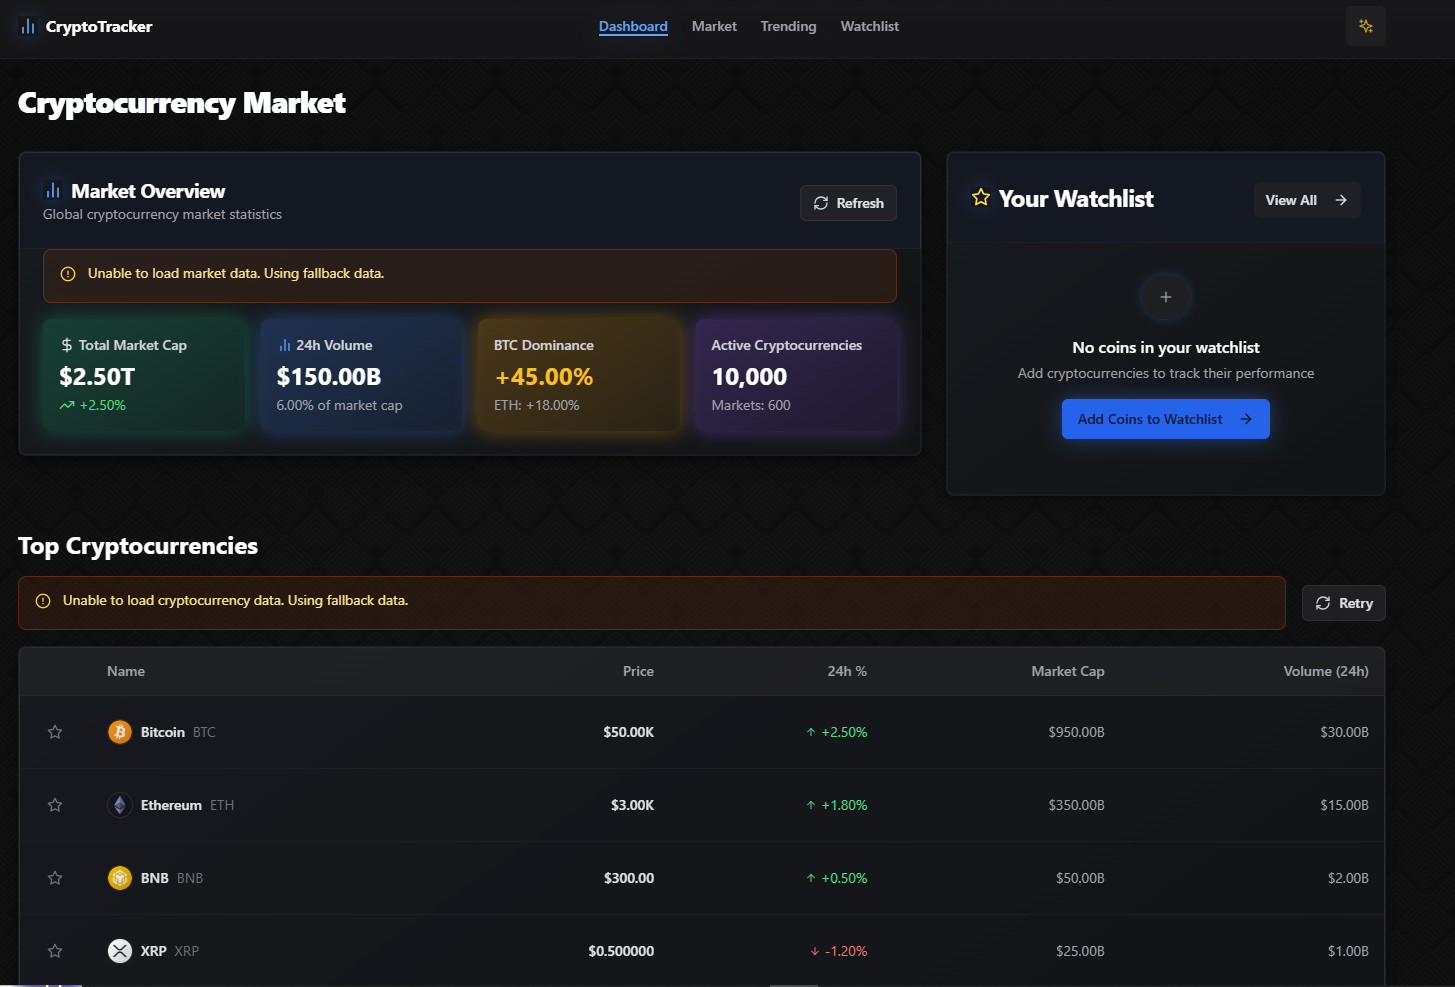 CryptoTracker
Dashboard Market Trending Watchlist
Cryptocurrency Market
Market Overview
Global cryptocurrency market statistics
Refresh
Unable to load market data. Using fallback data.
Total Market Cap
$2.50T
+2.50%
24h Volume
$150.00B
6.00% of market cap
BTC Dominance
+45.00%
ETH: +18.00%
Active Cryptocurrencies
10,000
Markets: 600
Your Watchlist
View All
No coins in your watchlist
Add cryptocurrencies to track their performance
Add Coins to Watchlist
Top Cryptocurrencies
Unable to load cryptocurrency data. Using fallback data.
Retry
Name Price 24h % Market Cap Volume (24h)
Bitcoin BTC $50.00K +2.50% $950.00B $30.00B
Ethereum ETH $3.00K +1.80% $350.00B $15.00B
BNB BNB $300.00 +0.50% $50.00B $2.00B
XRP XRP $0.500000 -1.20% $25.00B $1.00B